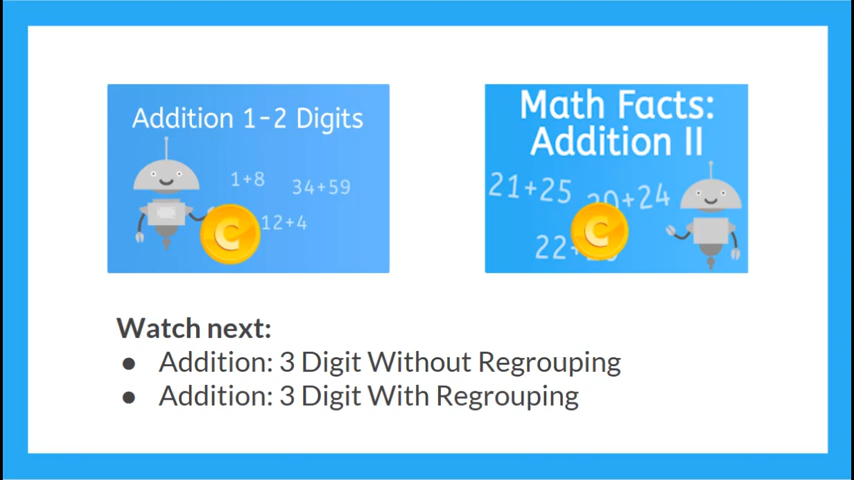 Addition 1-2 Digits
1+8
34+59
12+4
C
Math Facts:
Addition II
21+25
20+24
22+
C
Watch next:
● Addition: 3 Digit Without Regrouping
● Addition: 3 Digit With Regrouping